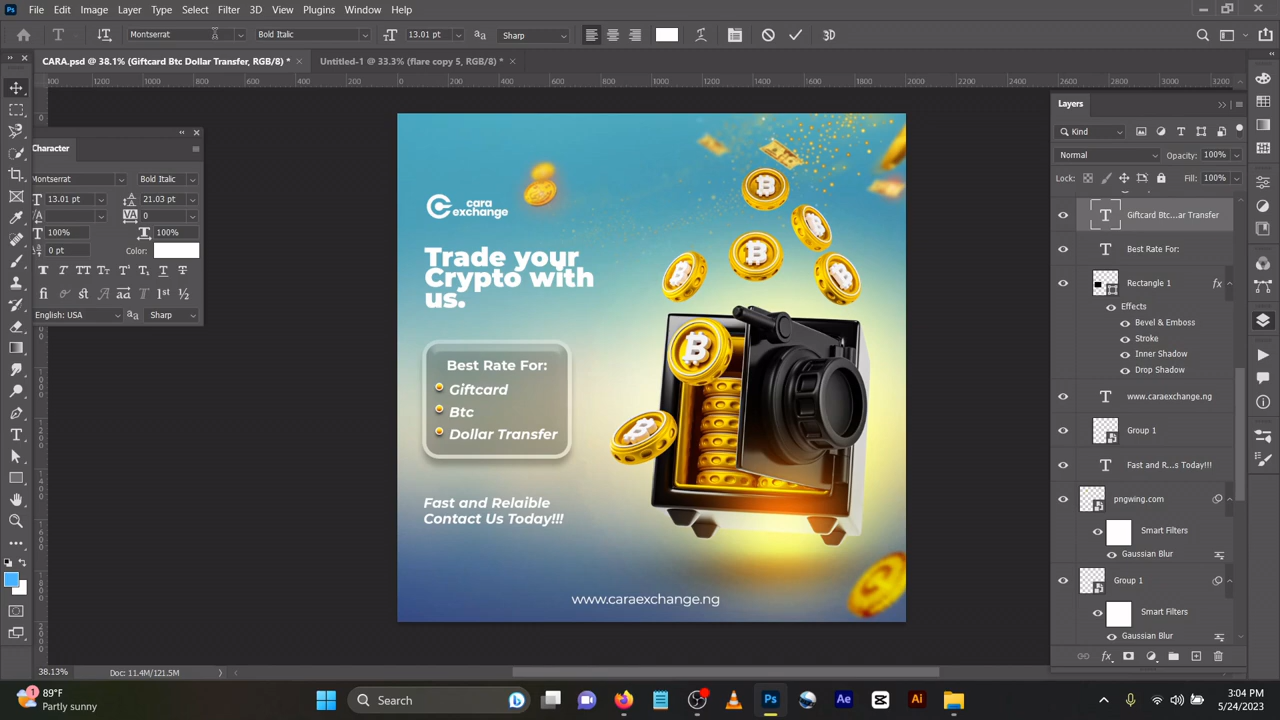 File Edit Image Layer Type Select Filter 3D View Plugins Window Help
Montserrat Bold Italic 13.01 pt Sharp 3D
CARA.psd @ 38.1% (Giftcard Btc Dollar Transfer, RGB/8) * Untitled-1 @ 33.3% (flare copy 5, RGB/8) *
Character
Montserrat Bold Italic
13.01 pt 21.03 pt
0
100% 100%
0 pt Color:
English: USA Sharp
cara
exchange
Trade your
Crypto with
us.
Best Rate For:
Giftcard
Btc
Dollar Transfer
Fast and Relaible
Contact Us Today!!!
www.caraexchange.ng
Layers
Kind
Normal Opacity: 100%
Lock: Fill: 100%
Giftcard Btc...ar Transfer
Best Rate For:
Rectangle 1 fx
Effects
Bevel & Emboss
Stroke
Inner Shadow
Drop Shadow
www.caraexchange.ng
Group 1
Fast and R...s Today!!!
pngwing.com
Smart Filters
Gaussian Blur
Group 1
Smart Filters
Gaussian Blur
38.13% Doc: 11.4M/121.5M
89°F
Partly sunny
Search
3:04 PM
5/24/2023